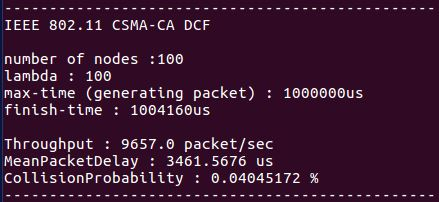 -------------------------------------------------
IEEE 802.11 CSMA-CA DCF
number of nodes :100
lambda : 100
max-time (generating packet) : 1000000us
finish-time : 1004160us
Throughput : 9657.0 packet/sec
MeanPacketDelay : 3461.5676 us
CollisionProbability : 0.04045172 %
-------------------------------------------------